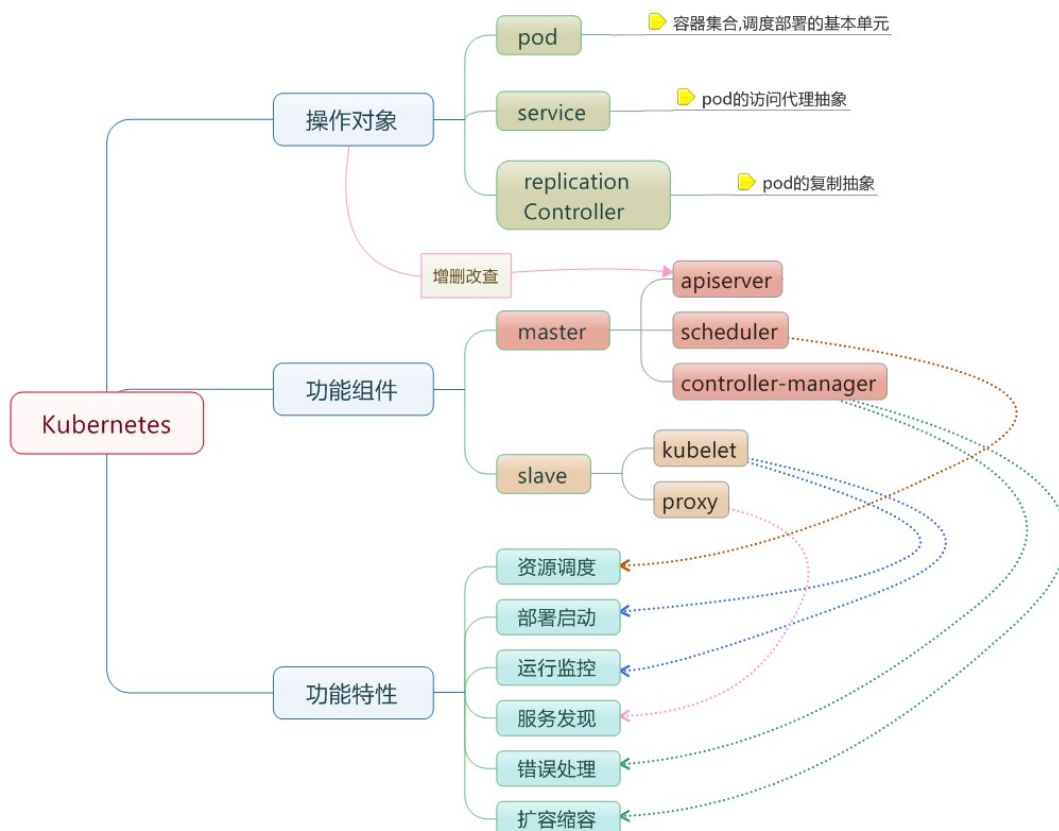 Kubernetes
操作对象
pod
容器集合,调度部署的基本单元
service
pod的访问代理抽象
replication
Controller
pod的复制抽象
增删改查
功能组件
master
apiserver
scheduler
controller-manager
slave
kubelet
proxy
功能特性
资源调度
部署启动
运行监控
服务发现
错误处理
扩容缩容